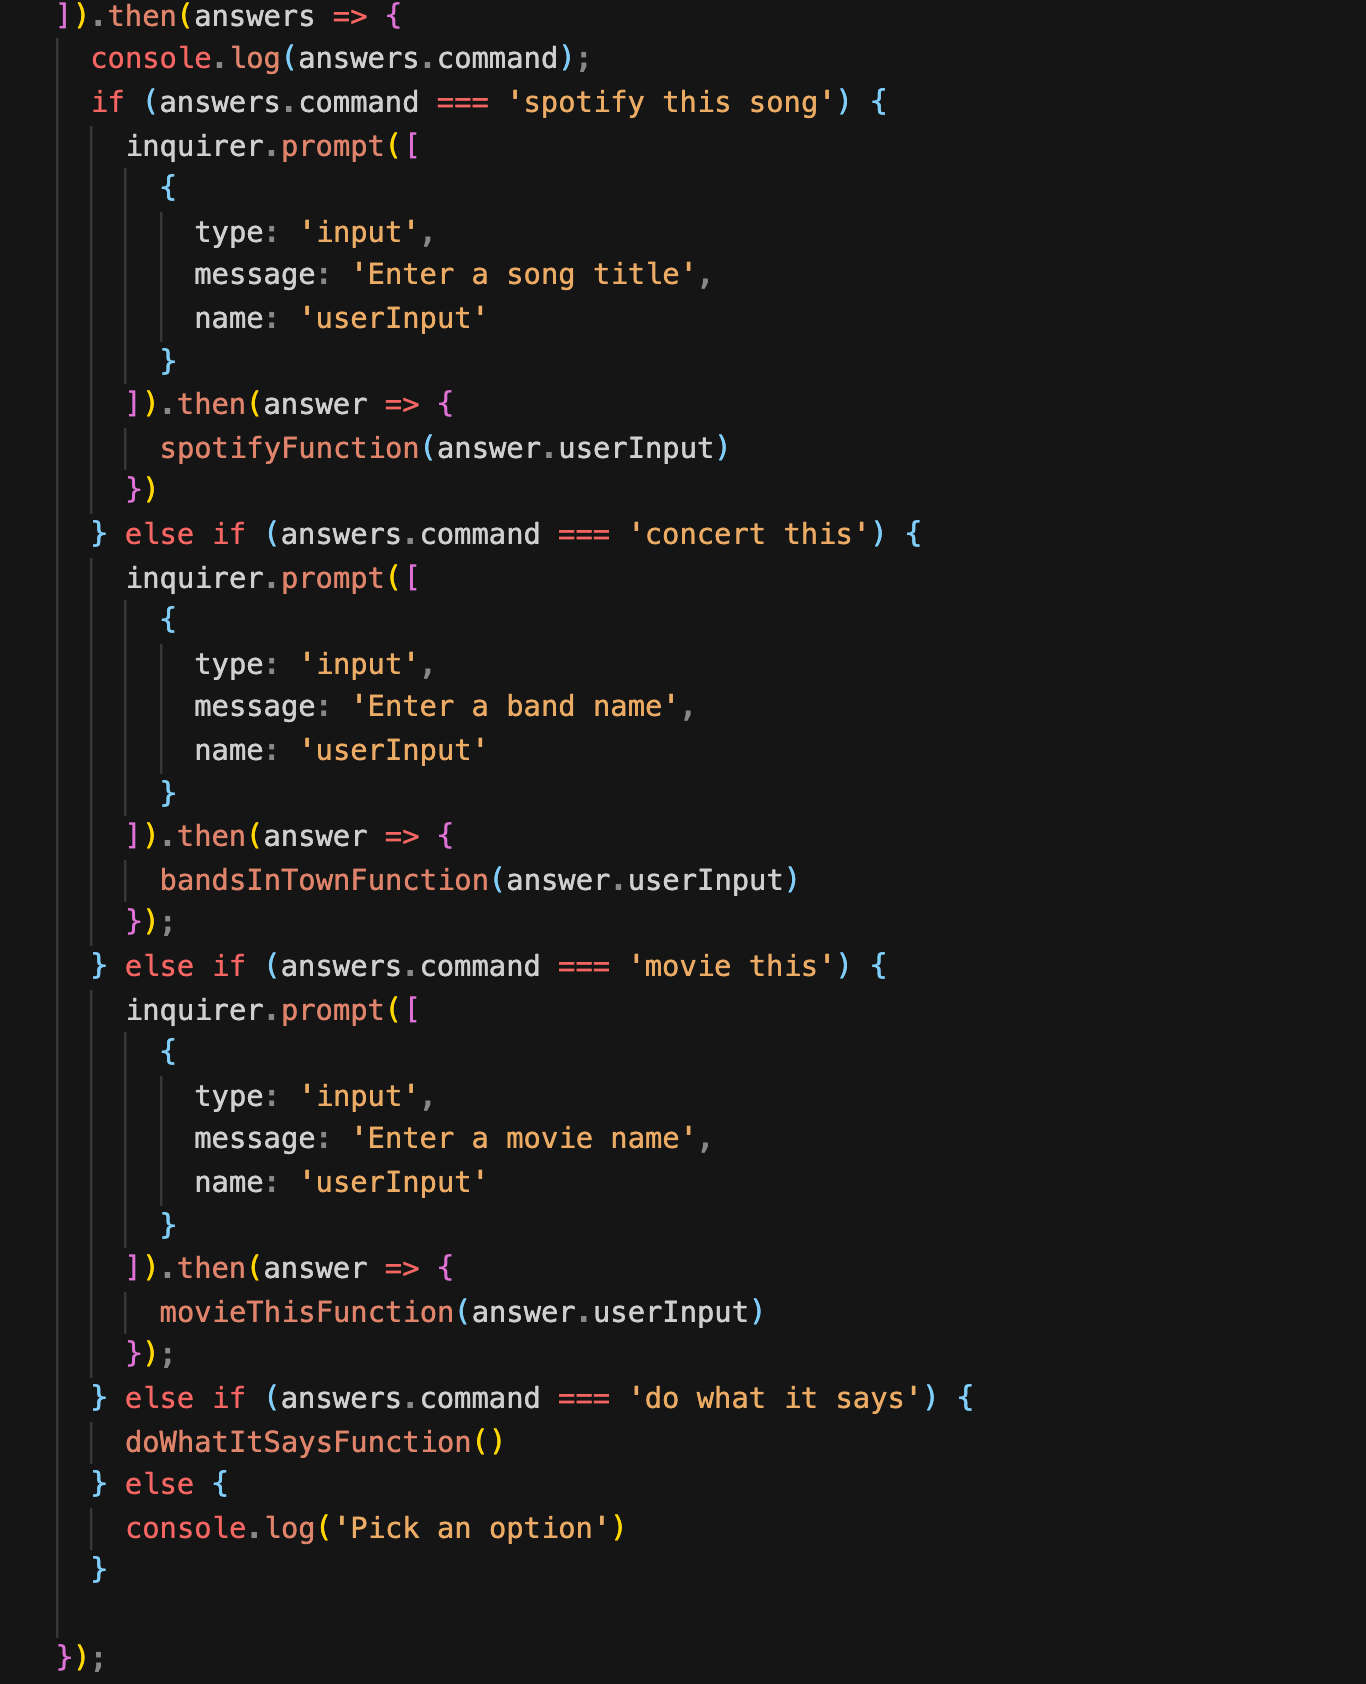 ]).then(answers => {
console.log(answers.command);
if (answers.command === 'spotify this song') {
inquirer.prompt([
{
type: 'input',
message: 'Enter a song title',
name: 'userInput'
}
]).then(answer => {
spotifyFunction(answer.userInput)
})
} else if (answers.command === 'concert this') {
inquirer.prompt([
{
type: 'input',
message: 'Enter a band name',
name: 'userInput'
}
]).then(answer => {
bandsInTownFunction(answer.userInput)
});
} else if (answers.command === 'movie this') {
inquirer.prompt([
{
type: 'input',
message: 'Enter a movie name',
name: 'userInput'
}
]).then(answer => {
movieThisFunction(answer.userInput)
});
} else if (answers.command === 'do what it says') {
doWhatItSaysFunction()
} else {
console.log('Pick an option')
}
});